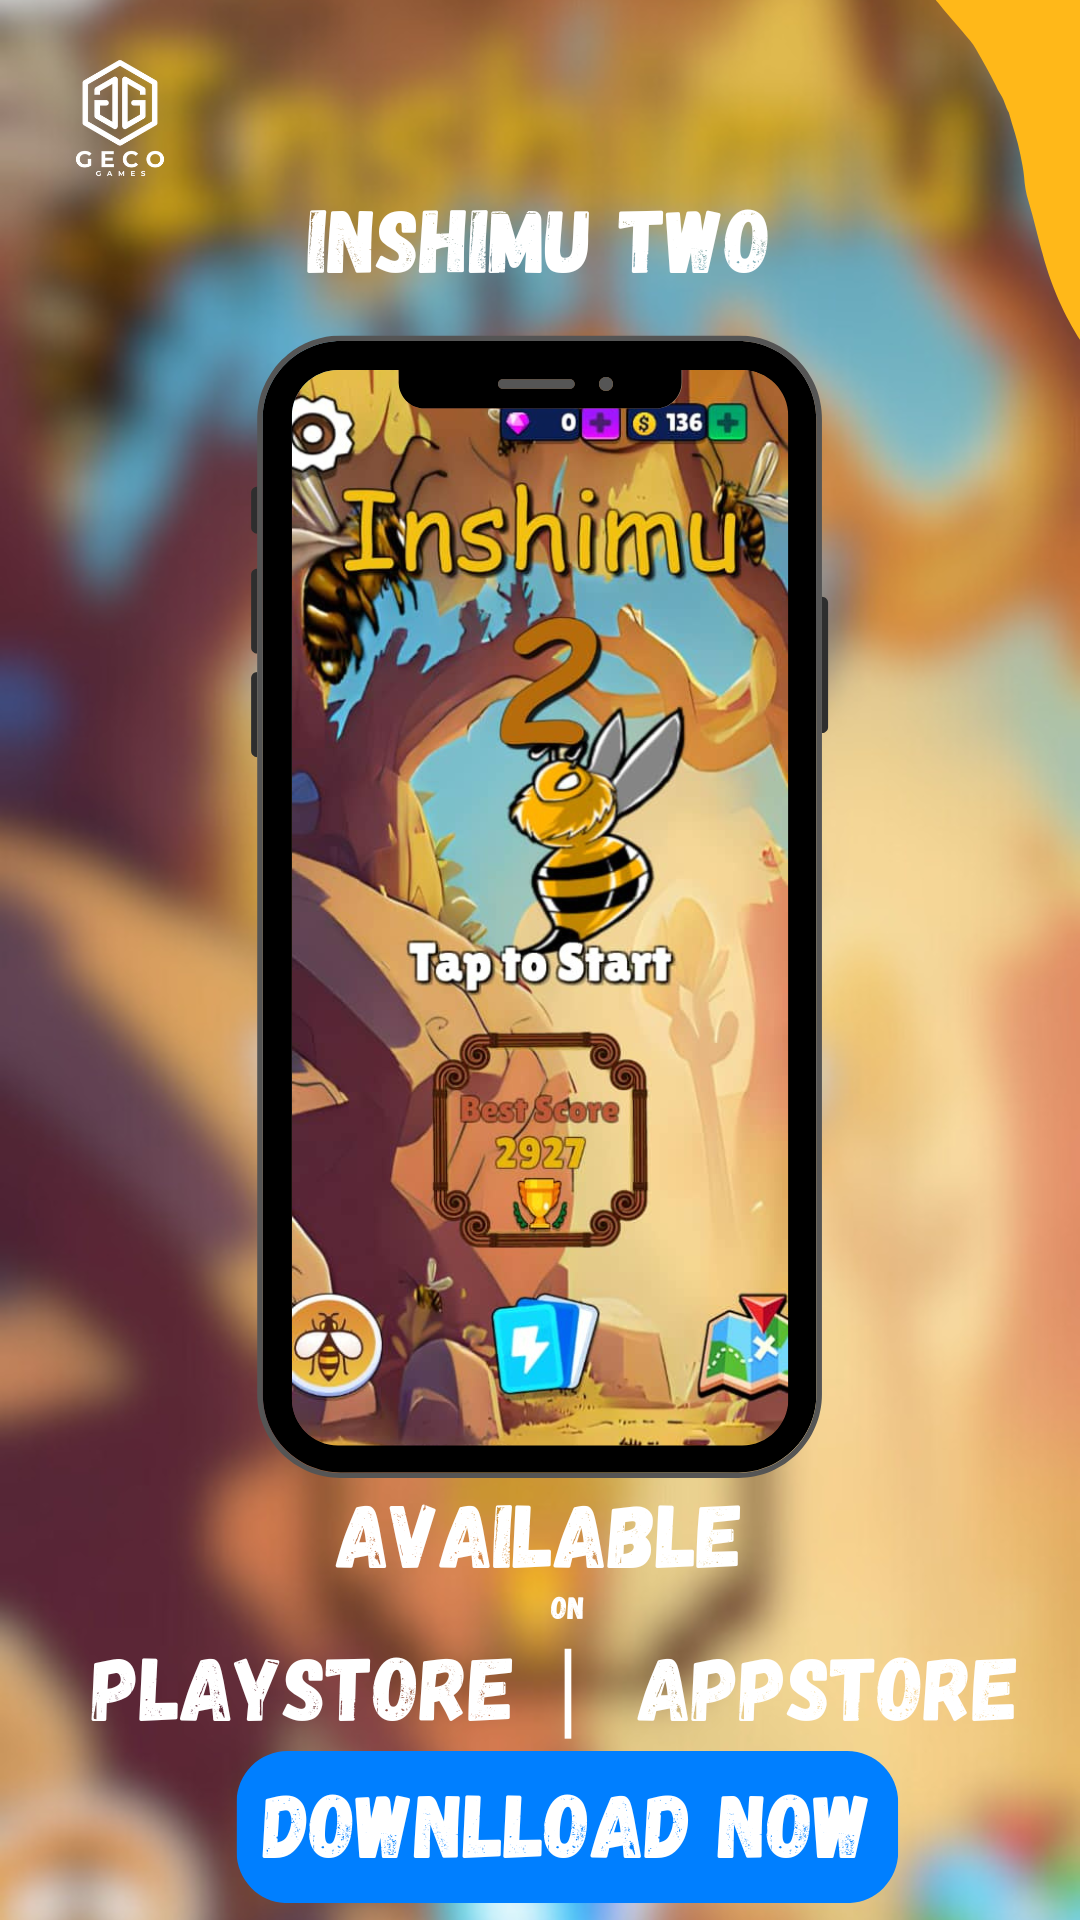 GECO
GAMES
INSHIMU TWO
0
136
Inshimu
2
Tap to Start
Best Score
2927
AVAILABLE
ON
PLAYSTORE | APPSTORE
DOWNLLOAD NOW